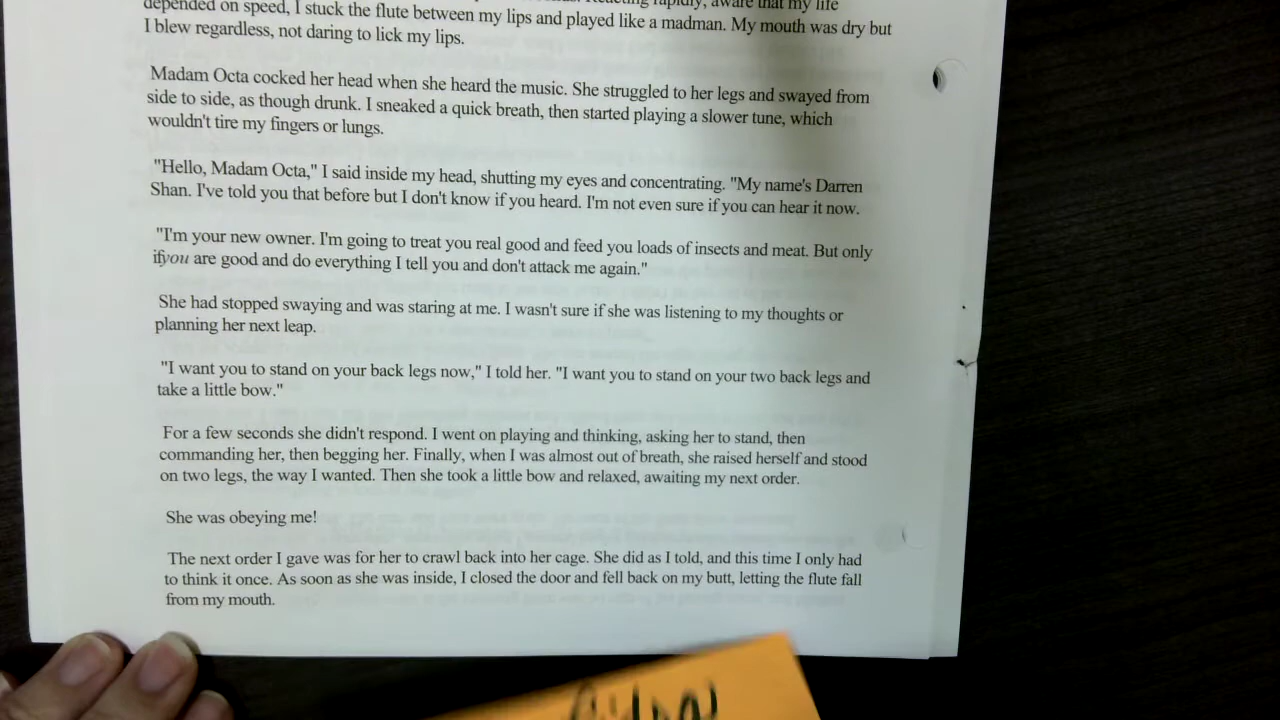 depended on speed, I stuck the flute between my lips and played like a madman. My mouth was dry but
I blew regardless, not daring to lick my lips.
Madam Octa cocked her head when she heard the music. She struggled to her legs and swayed from
side to side, as though drunk. I sneaked a quick breath, then started playing a slower tune, which
wouldn't tire my fingers or lungs.
"Hello, Madam Octa," I said inside my head, shutting my eyes and concentrating. "My name's Darren
Shan. I've told you that before but I don't know if you heard. I'm not even sure if you can hear it now.
"I'm your new owner. I'm going to treat you real good and feed you loads of insects and meat. But only
ifyou are good and do everything I tell you and don't attack me again."
She had stopped swaying and was staring at me. I wasn't sure if she was listening to my thoughts or
planning her next leap.
"I want you to stand on your back legs now," I told her. "I want you to stand on your two back legs and
take a little bow."
For a few seconds she didn't respond. I went on playing and thinking, asking her to stand, then
commanding her, then begging her. Finally, when I was almost out of breath, she raised herself and stood
on two legs, the way I wanted. Then she took a little bow and relaxed, awaiting my next order.
She was obeying me!
The next order I gave was for her to crawl back into her cage. She did as I told, and this time I only had
to think it once. As soon as she was inside, I closed the door and fell back on my butt, letting the flute fall
from my mouth.